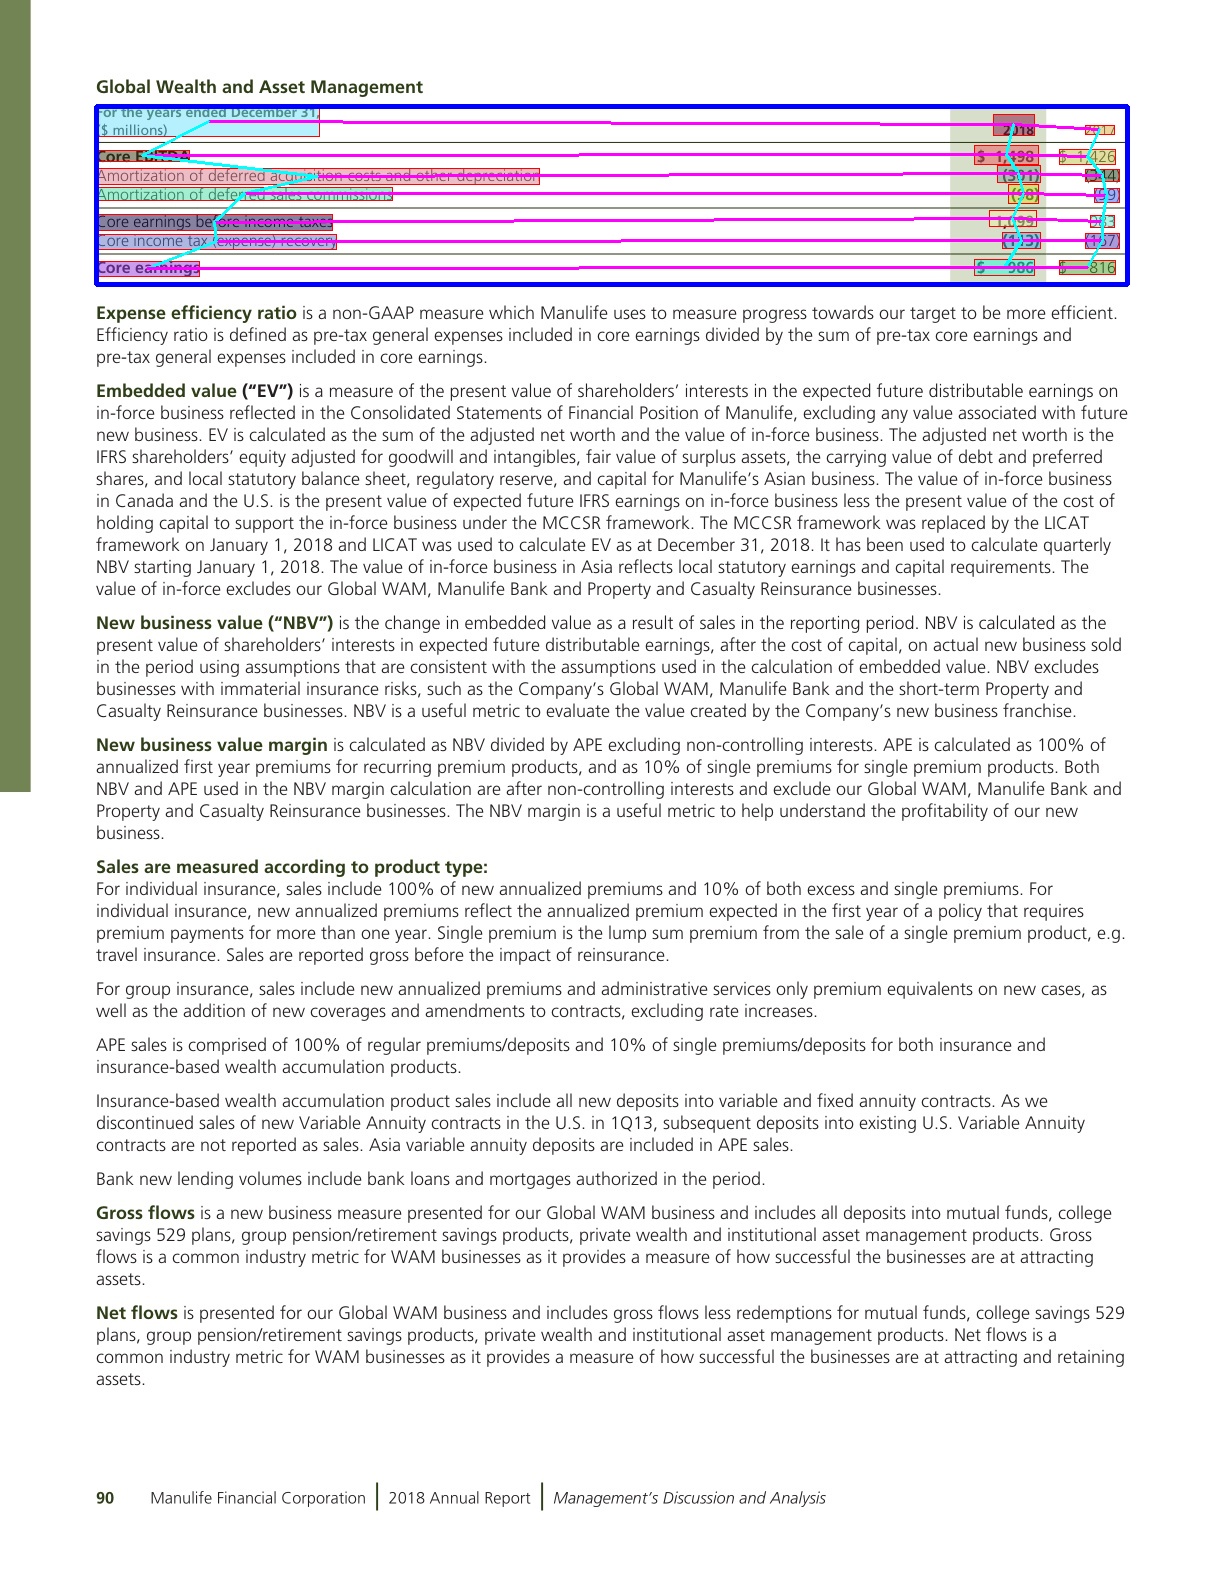 Global Wealth and Asset Management
For the years ended December 31,
($ millions) 2018 2017
Core EBITDA $ 1,498 $ 1,426
Amortization of deferred acquisition costs and other depreciation (301) (344)
Amortization of deferred sales commissions (98) (99)
Core earnings before income taxes 1,099 983
Core income tax (expense) recovery (113) (167)
Core earnings $ 986 $ 816
Expense efficiency ratio is a non-GAAP measure which Manulife uses to measure progress towards our target to be more efficient.
Efficiency ratio is defined as pre-tax general expenses included in core earnings divided by the sum of pre-tax core earnings and
pre-tax general expenses included in core earnings.
Embedded value (“EV”) is a measure of the present value of shareholders’ interests in the expected future distributable earnings on
in-force business reflected in the Consolidated Statements of Financial Position of Manulife, excluding any value associated with future
new business. EV is calculated as the sum of the adjusted net worth and the value of in-force business. The adjusted net worth is the
IFRS shareholders’ equity adjusted for goodwill and intangibles, fair value of surplus assets, the carrying value of debt and preferred
shares, and local statutory balance sheet, regulatory reserve, and capital for Manulife’s Asian business. The value of in-force business
in Canada and the U.S. is the present value of expected future IFRS earnings on in-force business less the present value of the cost of
holding capital to support the in-force business under the MCCSR framework. The MCCSR framework was replaced by the LICAT
framework on January 1, 2018 and LICAT was used to calculate EV as at December 31, 2018. It has been used to calculate quarterly
NBV starting January 1, 2018. The value of in-force business in Asia reflects local statutory earnings and capital requirements. The
value of in-force excludes our Global WAM, Manulife Bank and Property and Casualty Reinsurance businesses.
New business value (“NBV”) is the change in embedded value as a result of sales in the reporting period. NBV is calculated as the
present value of shareholders’ interests in expected future distributable earnings, after the cost of capital, on actual new business sold
in the period using assumptions that are consistent with the assumptions used in the calculation of embedded value. NBV excludes
businesses with immaterial insurance risks, such as the Company’s Global WAM, Manulife Bank and the short-term Property and
Casualty Reinsurance businesses. NBV is a useful metric to evaluate the value created by the Company’s new business franchise.
New business value margin is calculated as NBV divided by APE excluding non-controlling interests. APE is calculated as 100% of
annualized first year premiums for recurring premium products, and as 10% of single premiums for single premium products. Both
NBV and APE used in the NBV margin calculation are after non-controlling interests and exclude our Global WAM, Manulife Bank and
Property and Casualty Reinsurance businesses. The NBV margin is a useful metric to help understand the profitability of our new
business.
Sales are measured according to product type:
For individual insurance, sales include 100% of new annualized premiums and 10% of both excess and single premiums. For
individual insurance, new annualized premiums reflect the annualized premium expected in the first year of a policy that requires
premium payments for more than one year. Single premium is the lump sum premium from the sale of a single premium product, e.g.
travel insurance. Sales are reported gross before the impact of reinsurance.
For group insurance, sales include new annualized premiums and administrative services only premium equivalents on new cases, as
well as the addition of new coverages and amendments to contracts, excluding rate increases.
APE sales is comprised of 100% of regular premiums/deposits and 10% of single premiums/deposits for both insurance and
insurance-based wealth accumulation products.
Insurance-based wealth accumulation product sales include all new deposits into variable and fixed annuity contracts. As we
discontinued sales of new Variable Annuity contracts in the U.S. in 1Q13, subsequent deposits into existing U.S. Variable Annuity
contracts are not reported as sales. Asia variable annuity deposits are included in APE sales.
Bank new lending volumes include bank loans and mortgages authorized in the period.
Gross flows is a new business measure presented for our Global WAM business and includes all deposits into mutual funds, college
savings 529 plans, group pension/retirement savings products, private wealth and institutional asset management products. Gross
flows is a common industry metric for WAM businesses as it provides a measure of how successful the businesses are at attracting
assets.
Net flows is presented for our Global WAM business and includes gross flows less redemptions for mutual funds, college savings 529
plans, group pension/retirement savings products, private wealth and institutional asset management products. Net flows is a
common industry metric for WAM businesses as it provides a measure of how successful the businesses are at attracting and retaining
assets.
90 Manulife Financial Corporation | 2018 Annual Report | Management’s Discussion and Analysis